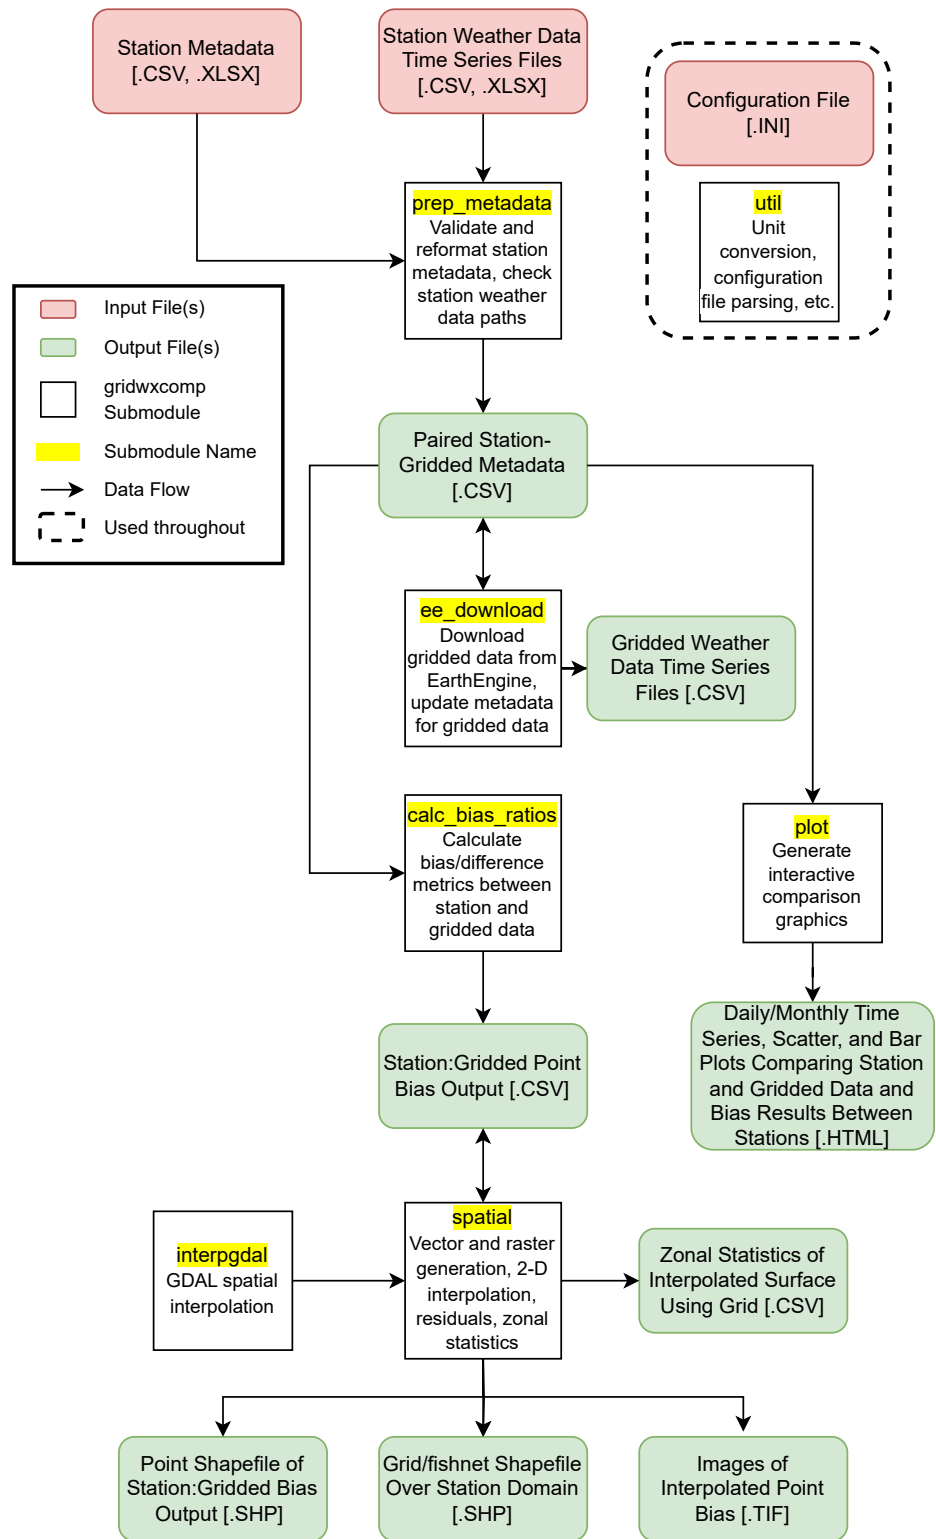 Station Metadata
[.CSV, .XLSX]
Station Weather Data
Time Series Files
[.CSV, .XLSX]
Configuration File
[.INI]
util
Unit
conversion,
configuration
file parsing, etc.
prep_metadata
Validate and
reformat station
metadata, check
station weather
data paths
Input File(s)
Output File(s)
gridwxcomp
Submodule
Submodule Name
Data Flow
Used throughout
Paired Station-
Gridded Metadata
[.CSV]
ee_download
Download
gridded data from
EarthEngine,
update metadata
for gridded data
Gridded Weather
Data Time Series
Files [.CSV]
calc_bias_ratios
Calculate
bias/difference
metrics between
station and
gridded data
plot
Generate
interactive
comparison
graphics
Station:Gridded Point
Bias Output [.CSV]
Daily/Monthly Time
Series, Scatter, and Bar
Plots Comparing Station
and Gridded Data and
Bias Results Between
Stations [.HTML]
interpgdal
GDAL spatial
interpolation
spatial
Vector and raster
generation, 2-D
interpolation,
residuals, zonal
statistics
Zonal Statistics of
Interpolated Surface
Using Grid [.CSV]
Point Shapefile of
Station:Gridded Bias
Output [.SHP]
Grid/fishnet Shapefile
Over Station Domain
[.SHP]
Images of
Interpolated Point
Bias [.TIF]